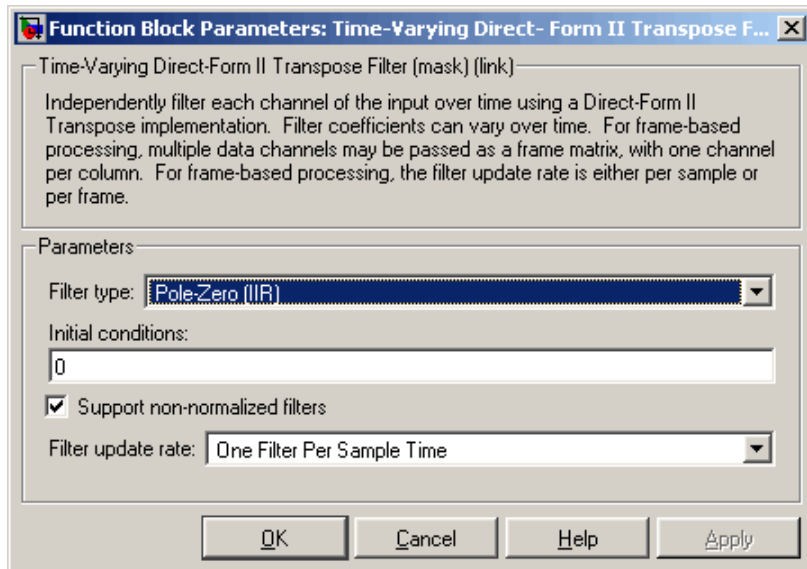 Function Block Parameters: Time-Varying Direct- Form II Transpose F...
Time-Varying Direct-Form II Transpose Filter (mask) (link)
Independently filter each channel of the input over time using a Direct-Form II
Transpose implementation.  Filter coefficients can vary over time.  For frame-based
processing, multiple data channels may be passed as a frame matrix, with one channel
per column.  For frame-based processing, the filter update rate is either per sample or
per frame.
Parameters
Filter type: Pole-Zero (IIR)
Initial conditions:
0
Support non-normalized filters
Filter update rate: One Filter Per Sample Time
OK Cancel Help Apply